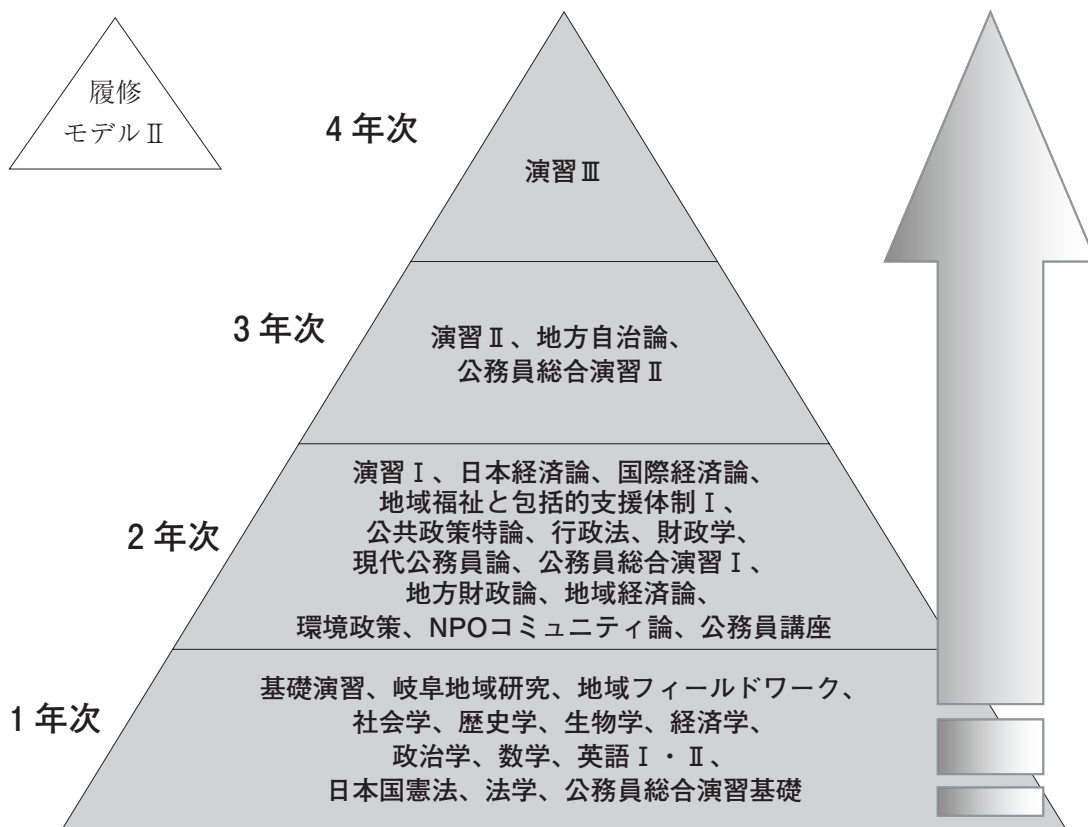 履修
モデルⅡ
4年次
演習Ⅲ
3年次
演習Ⅱ、地方自治論、
公務員総合演習Ⅱ
2年次
演習Ⅰ、日本経済論、国際経済論、
地域福祉と包括的支援体制Ⅰ、
公共政策特論、行政法、財政学、
現代公務員論、公務員総合演習Ⅰ、
地方財政論、地域経済論、
環境政策、NPOコミュニティ論、公務員講座
1年次
基礎演習、岐阜地域研究、地域フィールドワーク、
社会学、歴史学、生物学、経済学、
政治学、数学、英語Ⅰ・Ⅱ、
日本国憲法、法学、公務員総合演習基礎